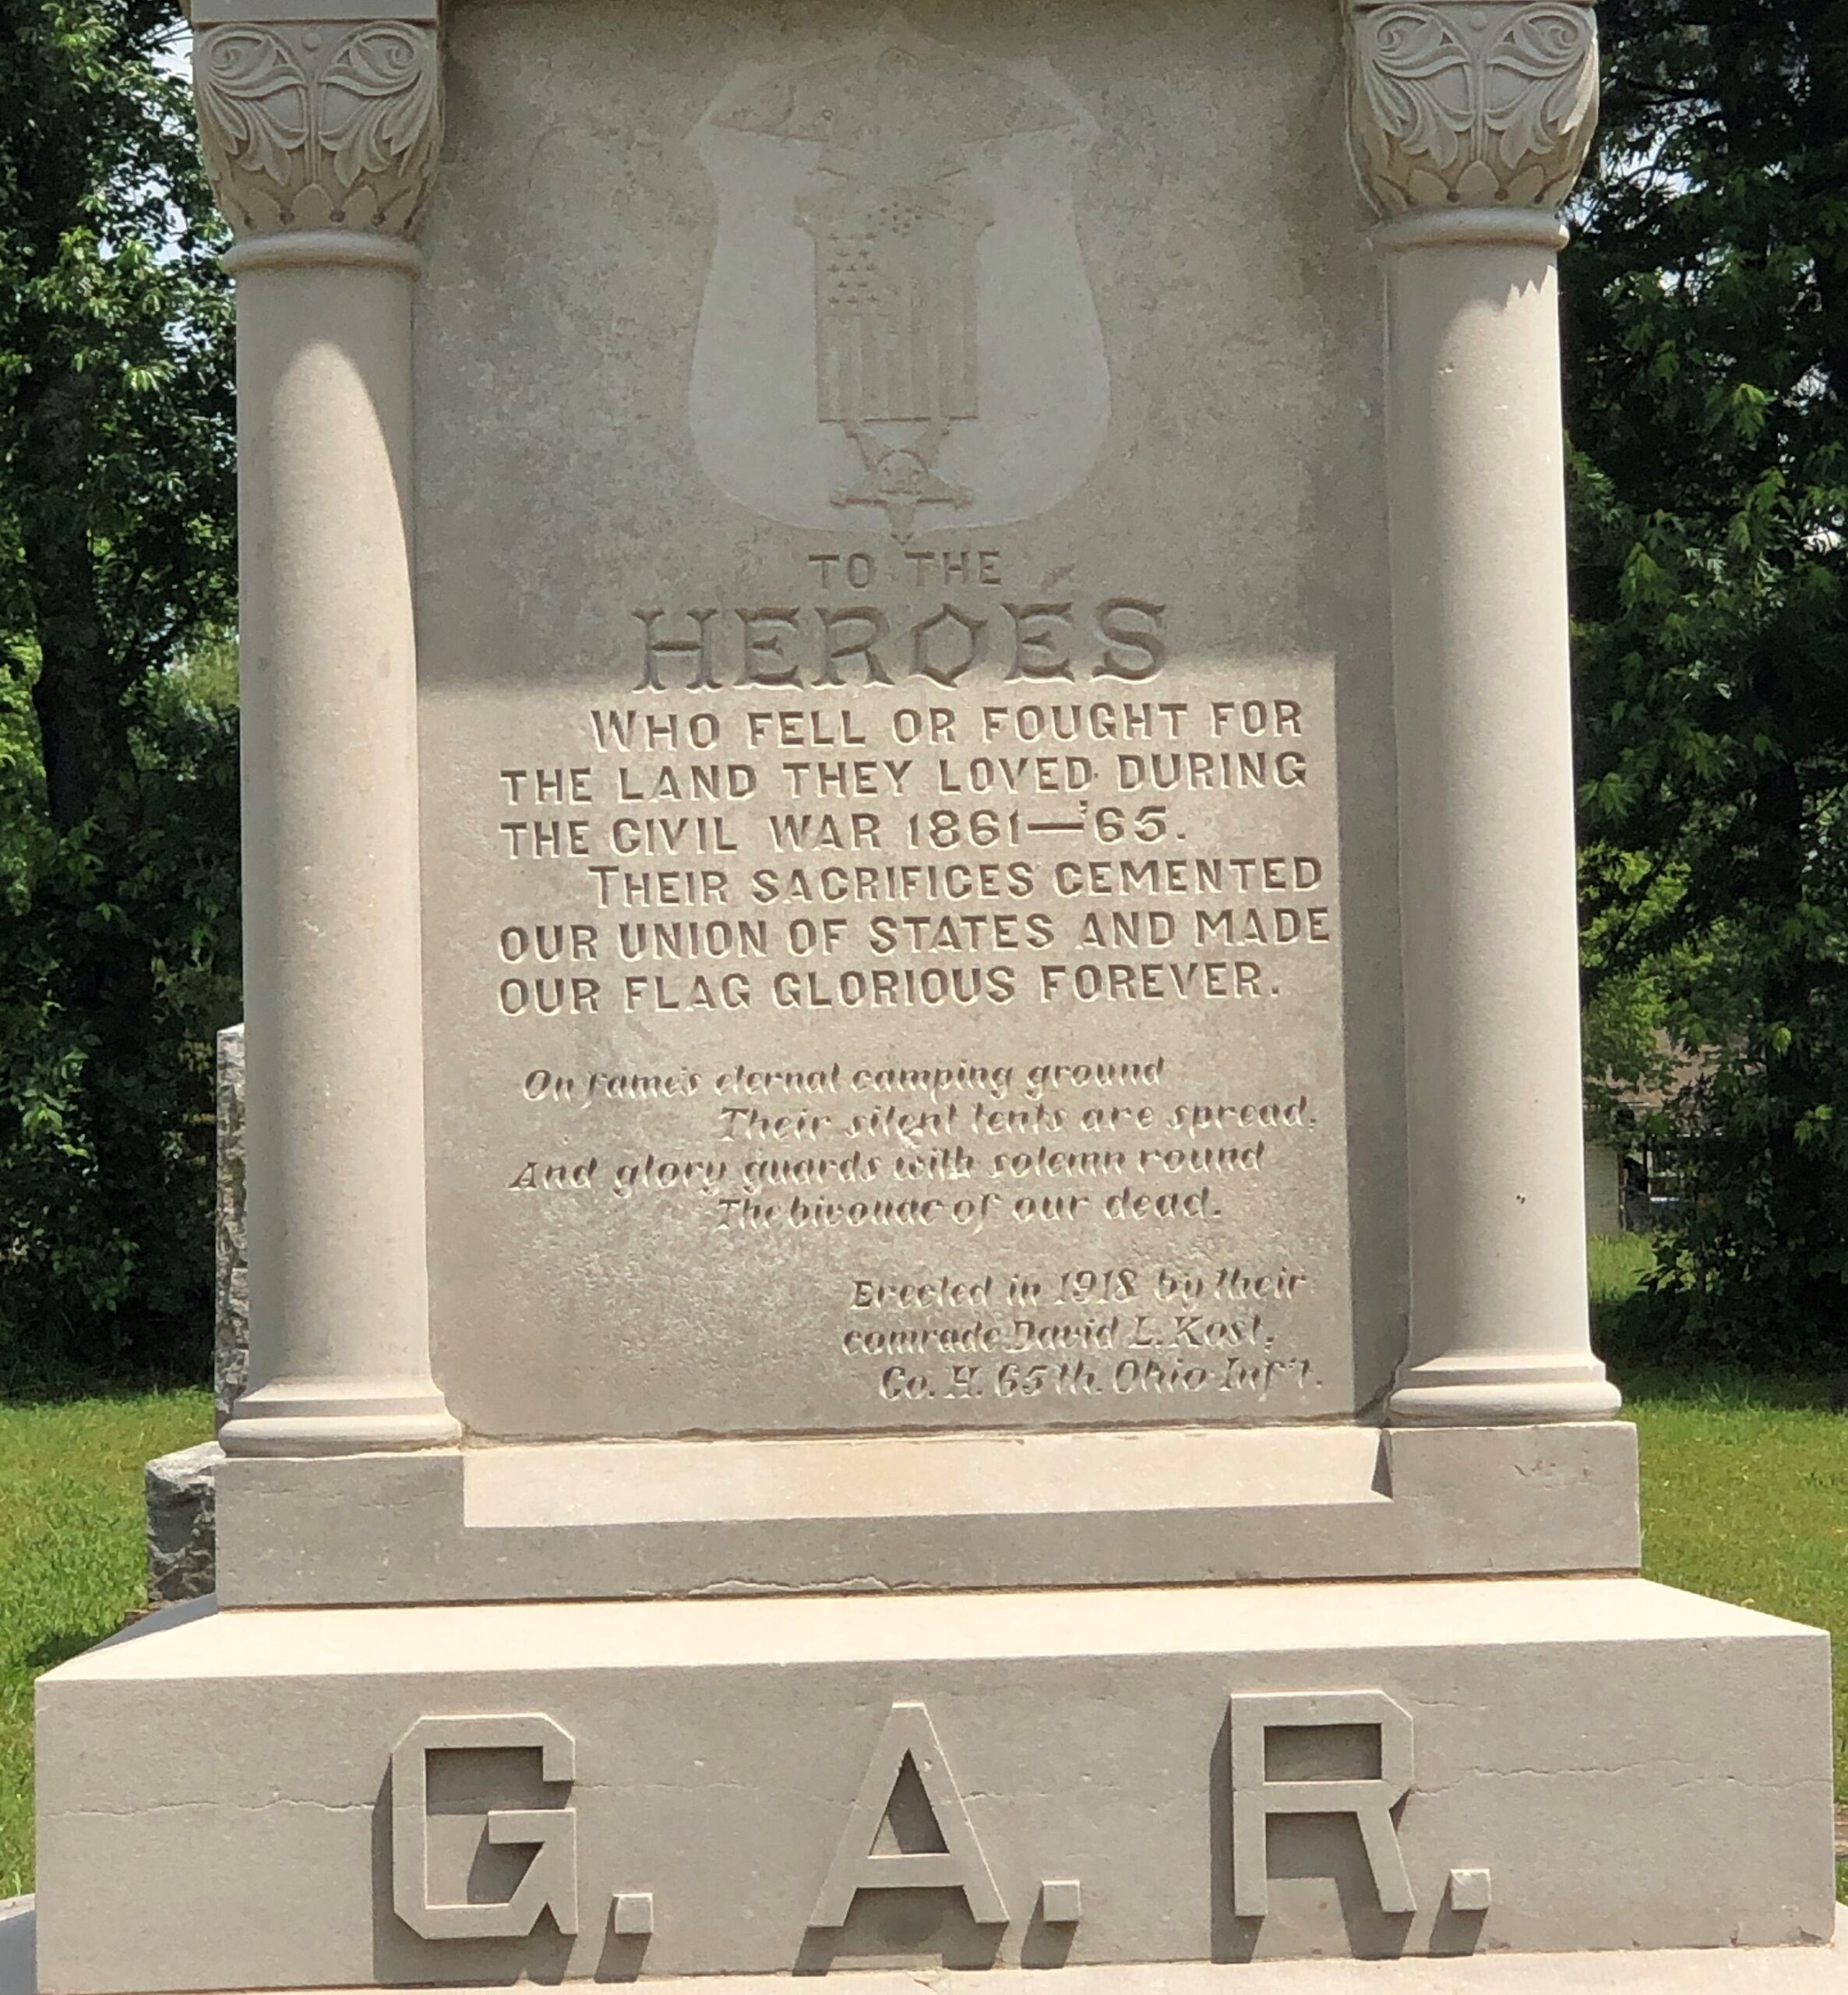 TO THE
HEROES
WHO FELL OR FOUGHT FOR
THE LAND THEY LOVED DURING
THE CIVIL WAR 1861—'65.
THEIR SACRIFICES CEMENTED
OUR UNION OF STATES AND MADE
OUR FLAG GLORIOUS FOREVER.
On fame's eternal camping ground
Their silent tents are spread,
And glory guards with solemn round
The bivouac of our dead.
Erected in 1918 by their
comrade David L. Kost,
Co. H. 65th. Ohio Inf't.
G. A. R.